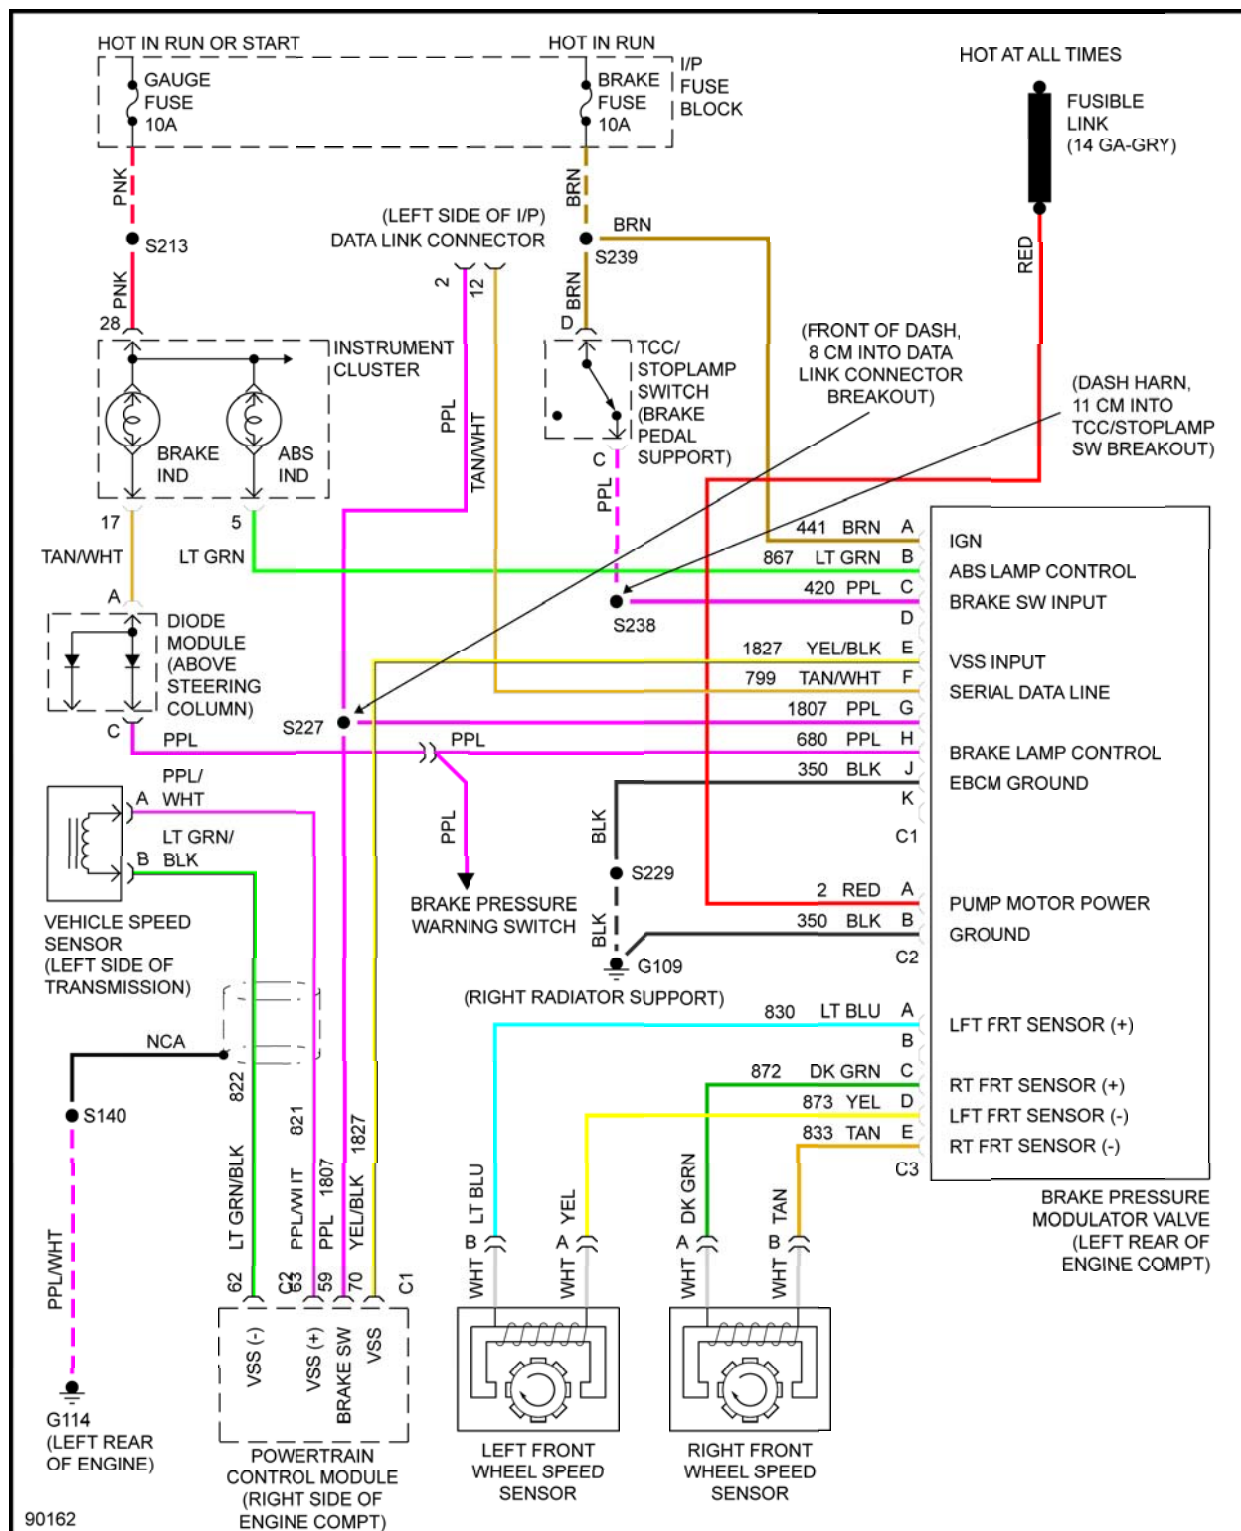 HOT IN RUN OR START
HOT IN RUN
HOT AT ALL TIMES
GAUGE
FUSE
10A
BRAKE
FUSE
10A
I/P
FUSE
BLOCK
FUSIBLE
LINK
(14 GA-GRY)
PNK
BRN
RED
(LEFT SIDE OF I/P)
DATA LINK CONNECTOR
S213
BRN
S239
PNK
2
12
BRN
28
D
INSTRUMENT
CLUSTER
TCC/
STOPLAMP
SWITCH
(BRAKE
PEDAL
SUPPORT)
(FRONT OF DASH,
8 CM INTO DATA
LINK CONNECTOR
BREAKOUT)
(DASH HARN,
11 CM INTO
TCC/STOPLAMP
SW BREAKOUT)
PPL
TAN/WHT
BRAKE
IND
ABS
IND
C
PPL
17
5
TAN/WHT
LT GRN
441 BRN A
IGN
867 LT GRN B
ABS LAMP CONTROL
420 PPL C
BRAKE SW INPUT
D
S238
A
DIODE
MODULE
(ABOVE
STEERING
COLUMN)
1827 YEL/BLK E
VSS INPUT
799 TAN/WHT F
SERIAL DATA LINE
1807 PPL G
S227
C
PPL
PPL
680 PPL H
BRAKE LAMP CONTROL
350 BLK J
EBCM GROUND
K
C1
PPL/
WHT
A
LT GRN/
BLK
B
PPL
BLK
S229
BRAKE PRESSURE
WARNING SWITCH
BLK
2 RED A
PUMP MOTOR POWER
350 BLK B
GROUND
C2
VEHICLE SPEED
SENSOR
(LEFT SIDE OF
TRANSMISSION)
G109
(RIGHT RADIATOR SUPPORT)
830 LT BLU A
LFT FRT SENSOR (+)
B
NCA
872 DK GRN C
RT FRT SENSOR (+)
873 YEL D
LFT FRT SENSOR (-)
833 TAN E
RT FRT SENSOR (-)
C3
S140
822
821
1807
1827
LT GRN/BLK
PPL/WHT
PPL
YEL/BLK
LT BLU
YEL
DK GRN
TAN
BRAKE PRESSURE
MODULATOR VALVE
(LEFT REAR OF
ENGINE COMPT)
B
A
A
B
WHT
WHT
WHT
WHT
PPL/WHT
62
C2
63
59
70
C1
VSS (-)
VSS (+)
BRAKE SW
VSS
G114
(LEFT REAR
OF ENGINE)
POWERTRAIN
CONTROL MODULE
(RIGHT SIDE OF
ENGINE COMPT)
LEFT FRONT
WHEEL SPEED
SENSOR
RIGHT FRONT
WHEEL SPEED
SENSOR
90162